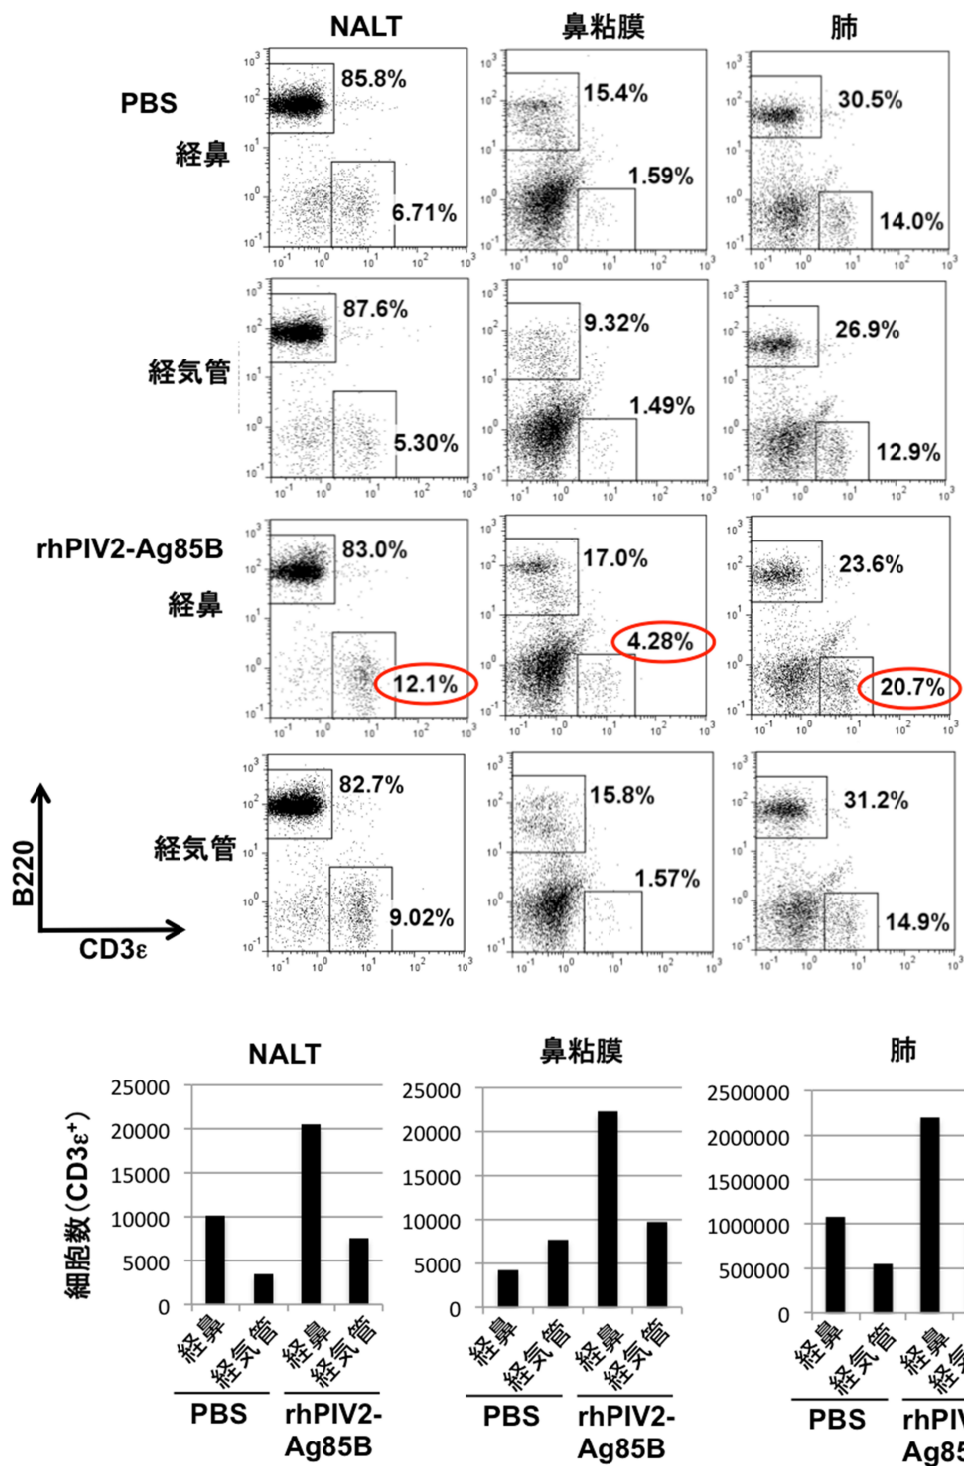 NALT 鼻粘膜 肺
PBS
経鼻
85.8%
6.71%
15.4%
1.59%
30.5%
14.0%
経気管
87.6%
5.30%
9.32%
1.49%
26.9%
12.9%
rhPIV2-Ag85B
経鼻
83.0%
12.1%
17.0%
4.28%
23.6%
20.7%
経気管
82.7%
9.02%
15.8%
1.57%
31.2%
14.9%
B220
CD3ε
NALT 鼻粘膜 肺
細胞数(CD3ε⁺)
25000
20000
15000
10000
5000
0
25000
20000
15000
10000
5000
0
2500000
2000000
1500000
1000000
500000
0
経鼻 経気管 経鼻 経気管
PBS rhPIV2-
Ag85B
経鼻 経気管 経鼻 経気管
PBS rhPIV2-
Ag85B
経鼻 経気管 経鼻
PBS